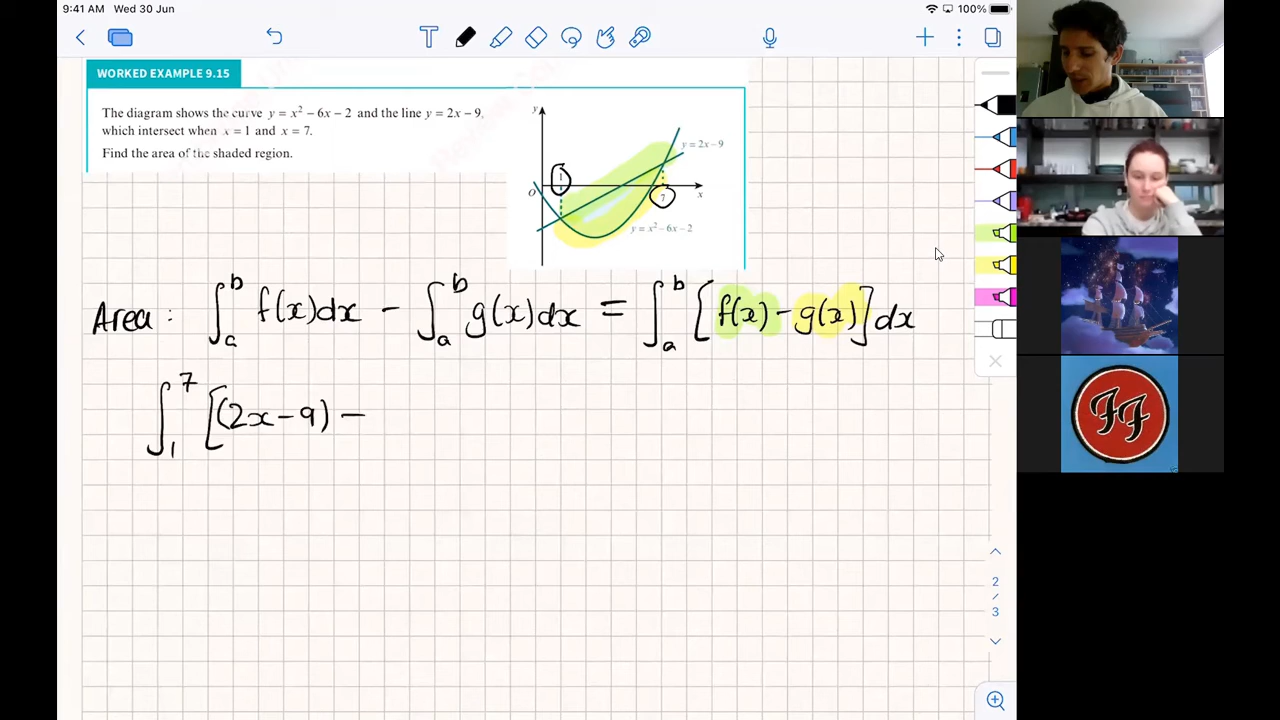 9:41 AM Wed 30 Jun
100%
WORKED EXAMPLE 9.15
The diagram shows the curve y = x² − 6x − 2 and the line y = 2x − 9,
which intersect when x = 1 and x = 7.
Find the area of the shaded region.
y
y = 2x − 9
1
O
7
x
y = x² − 6x − 2
Area : ∫ₐᵇ f(x)dx − ∫ₐᵇ g(x)dx = ∫ₐᵇ [f(x) − g(x)] dx
∫₁⁷ [(2x − 9) −
2
/
3
FF